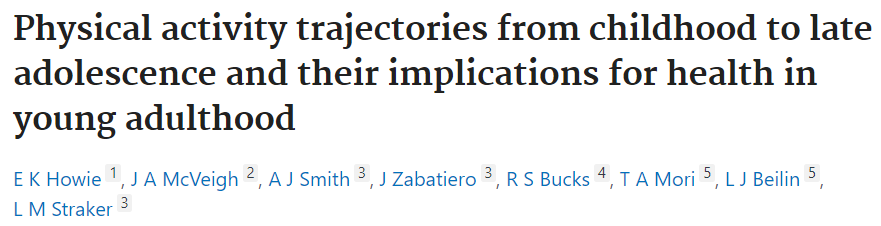 Physical activity trajectories from childhood to late
adolescence and their implications for health in
young adulthood
E K Howie 1, J A McVeigh 2, A J Smith 3, J Zabatiero 3, R S Bucks 4, T A Mori 5, L J Beilin 5,
L M Straker 3